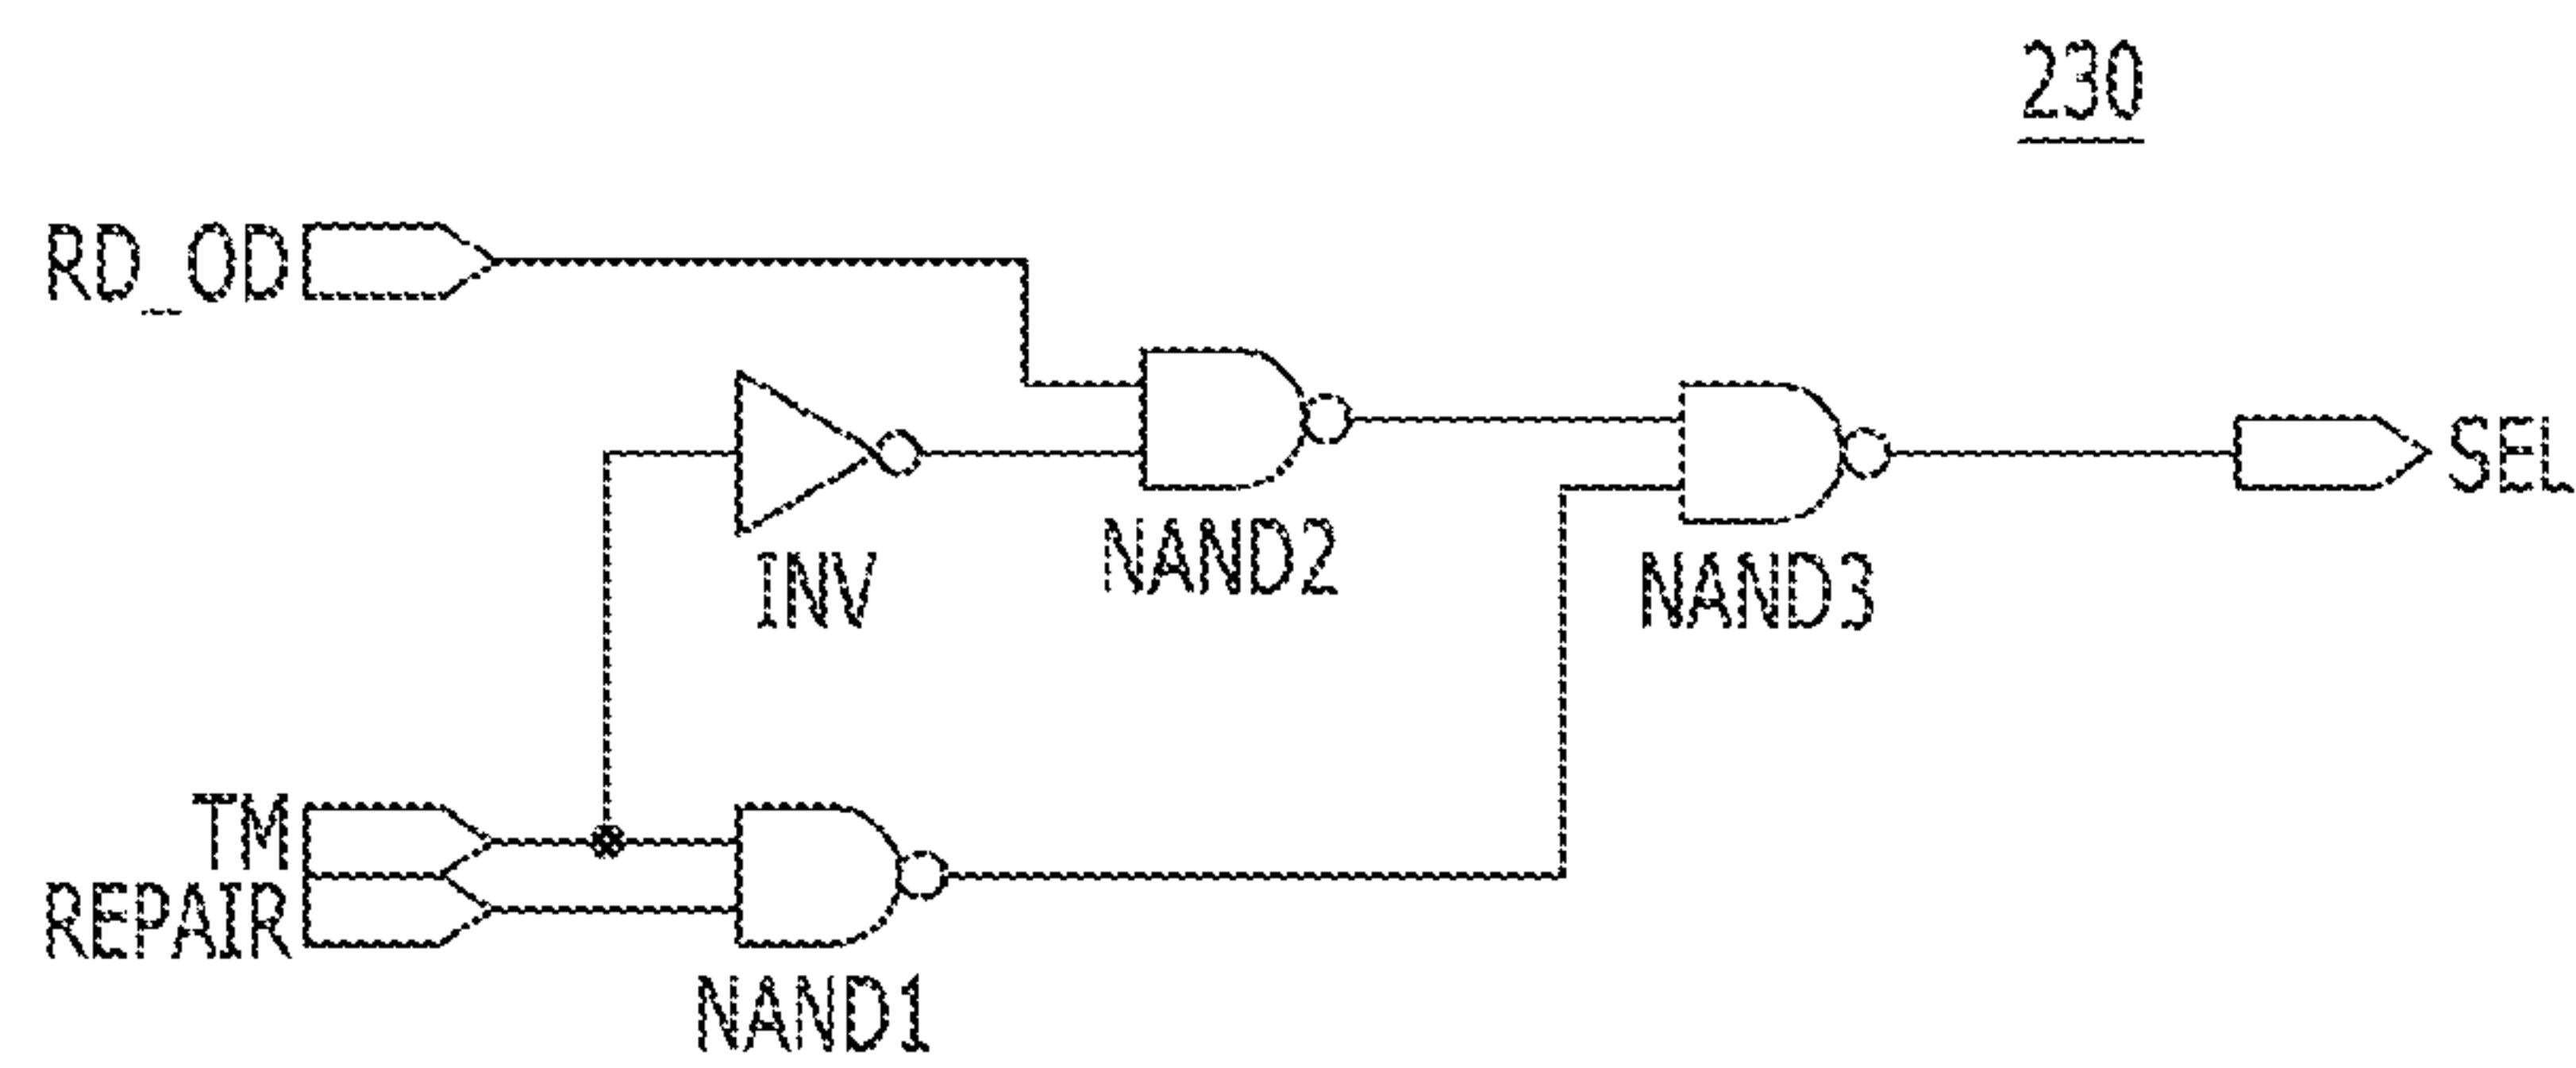 230
RD_OD
INV
NAND2
NAND3
SEL
TM
REPAIR
NAND1